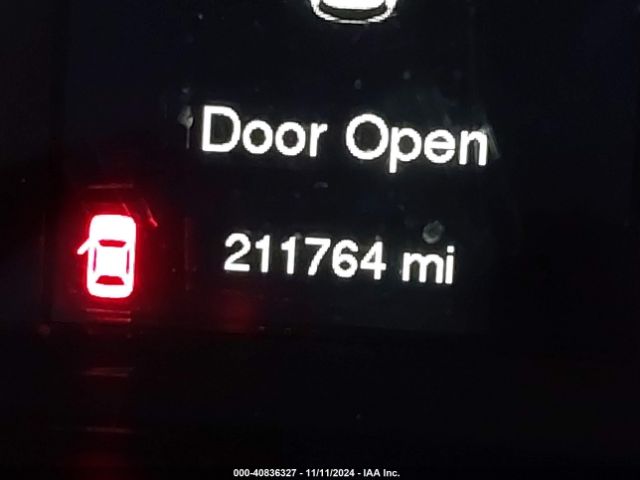 Door Open
211764 mi
000-40836327 - 11/11/2024 - IAA Inc.